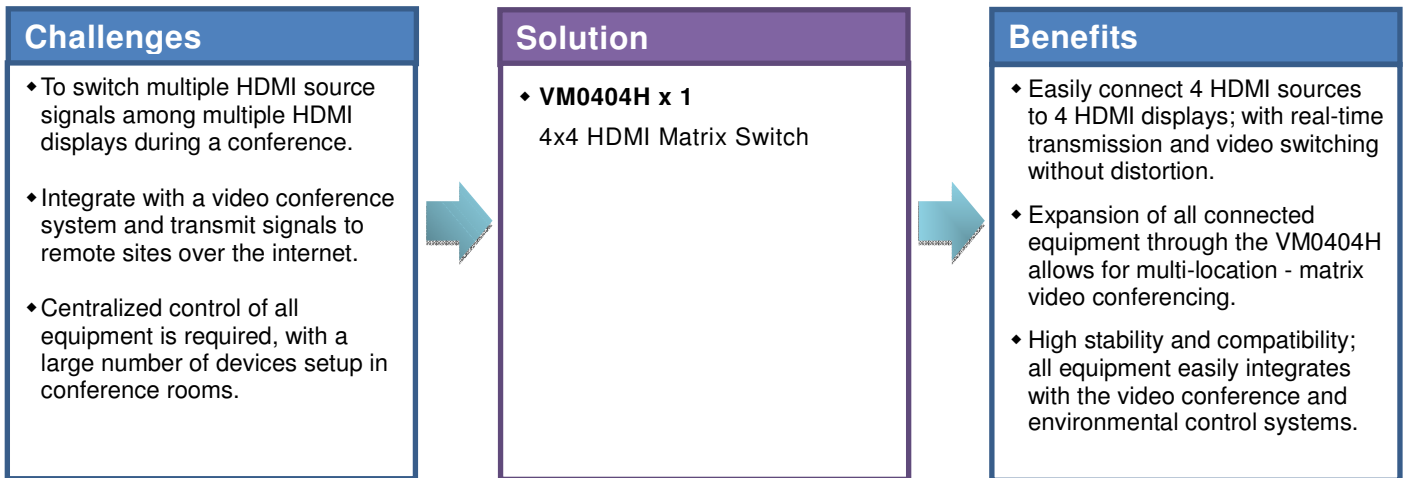 Challenges
◆To switch multiple HDMI source
signals among multiple HDMI
displays during a conference.
◆Integrate with a video conference
system and transmit signals to
remote sites over the internet.
◆Centralized control of all
equipment is required, with a
large number of devices setup in
conference rooms.
Solution
◆ VM0404H x 1
4x4 HDMI Matrix Switch
Benefits
◆ Easily connect 4 HDMI sources
to 4 HDMI displays; with real-time
transmission and video switching
without distortion.
◆ Expansion of all connected
equipment through the VM0404H
allows for multi-location - matrix
video conferencing.
◆ High stability and compatibility;
all equipment easily integrates
with the video conference and
environmental control systems.